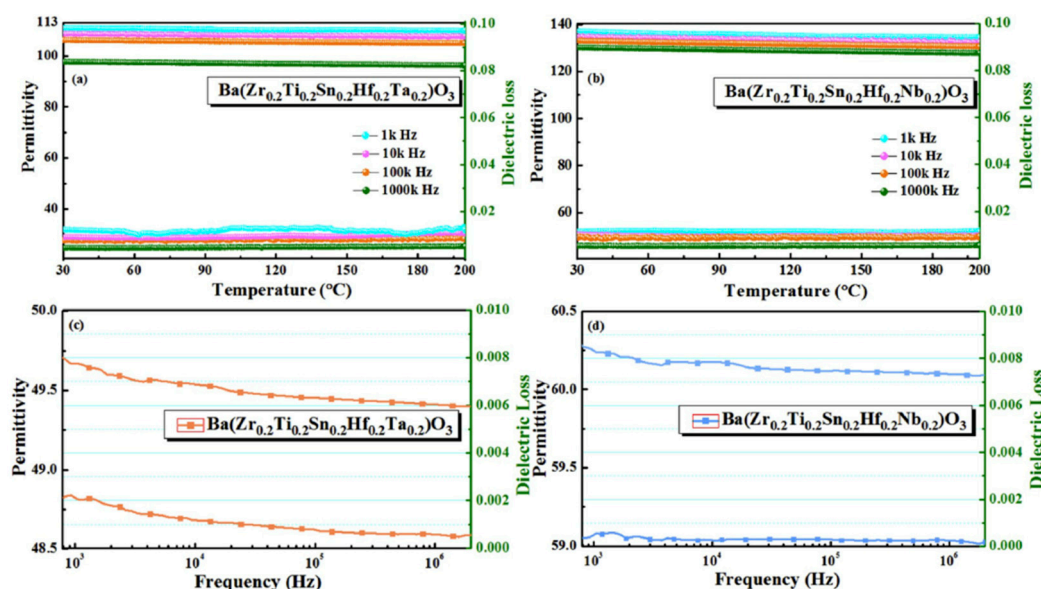 113
100
80
60
40
Permittivity
(a)
Ba(Zr0.2Ti0.2Sn0.2Hf0.2Ta0.2)O3
1k Hz
10k Hz
100k Hz
1000k Hz
0.10
0.08
0.06
0.04
0.02
0.00
Dielectric loss
30 60 90 120 150 180 200
Temperature (°C)
140
120
100
80
60
Permittivity
(b)
Ba(Zr0.2Ti0.2Sn0.2Hf0.2Nb0.2)O3
1k Hz
10k Hz
100k Hz
1000k Hz
0.10
0.08
0.06
0.04
0.02
0.00
Dielectric loss
30 60 90 120 150 180 200
Temperature (°C)
50.0
49.5
49.0
48.5
Permittivity
(c)
Ba(Zr0.2Ti0.2Sn0.2Hf0.2Ta0.2)O3
0.010
0.008
0.006
0.004
0.002
0.000
Dielectric Loss
10^3 10^4 10^5 10^6
Frequency (Hz)
60.5
60.0
59.5
59.0
Permittivity
(d)
Ba(Zr0.2Ti0.2Sn0.2Hf0.2Nb0.2)O3
0.010
0.008
0.006
0.004
0.002
0.000
Dielectric Loss
10^3 10^4 10^5 10^6
Frequency (Hz)